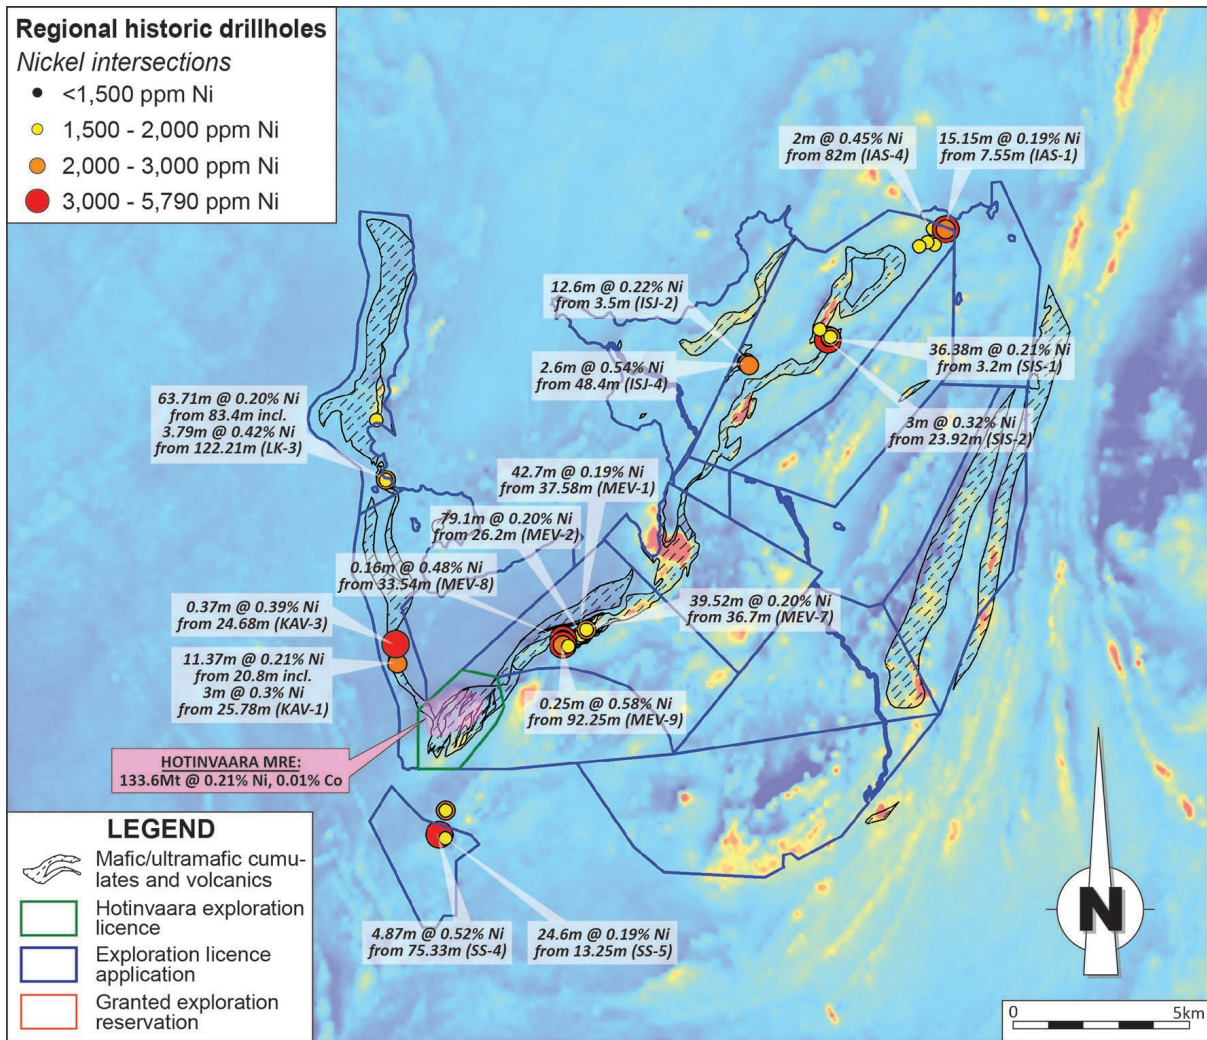 Regional historic drillholes
Nickel intersections
<1,500 ppm Ni
1,500 - 2,000 ppm Ni
2,000 - 3,000 ppm Ni
3,000 - 5,790 ppm Ni
2m @ 0.45% Ni
from 82m (IAS-4)
15.15m @ 0.19% Ni
from 7.55m (IAS-1)
12.6m @ 0.22% Ni
from 3.5m (ISJ-2)
2.6m @ 0.54% Ni
from 48.4m (ISJ-4)
36.38m @ 0.21% Ni
from 3.2m (SIS-1)
3m @ 0.32% Ni
from 23.92m (SIS-2)
63.71m @ 0.20% Ni
from 83.4m incl.
3.79m @ 0.42% Ni
from 122.21m (LK-3)
42.7m @ 0.19% Ni
from 37.58m (MEV-1)
79.1m @ 0.20% Ni
from 26.2m (MEV-2)
0.16m @ 0.48% Ni
from 33.54m (MEV-8)
39.52m @ 0.20% Ni
from 36.7m (MEV-7)
0.37m @ 0.39% Ni
from 24.68m (KAV-3)
11.37m @ 0.21% Ni
from 20.8m incl.
3m @ 0.3% Ni
from 25.78m (KAV-1)
0.25m @ 0.58% Ni
from 92.25m (MEV-9)
HOTINVAARA MRE:
133.6Mt @ 0.21% Ni, 0.01% Co
4.87m @ 0.52% Ni
from 75.33m (SS-4)
24.6m @ 0.19% Ni
from 13.25m (SS-5)
LEGEND
Mafic/ultramafic cumu-
lates and volcanics
Hotinvaara exploration
licence
Exploration licence
application
Granted exploration
reservation
N
0 5km